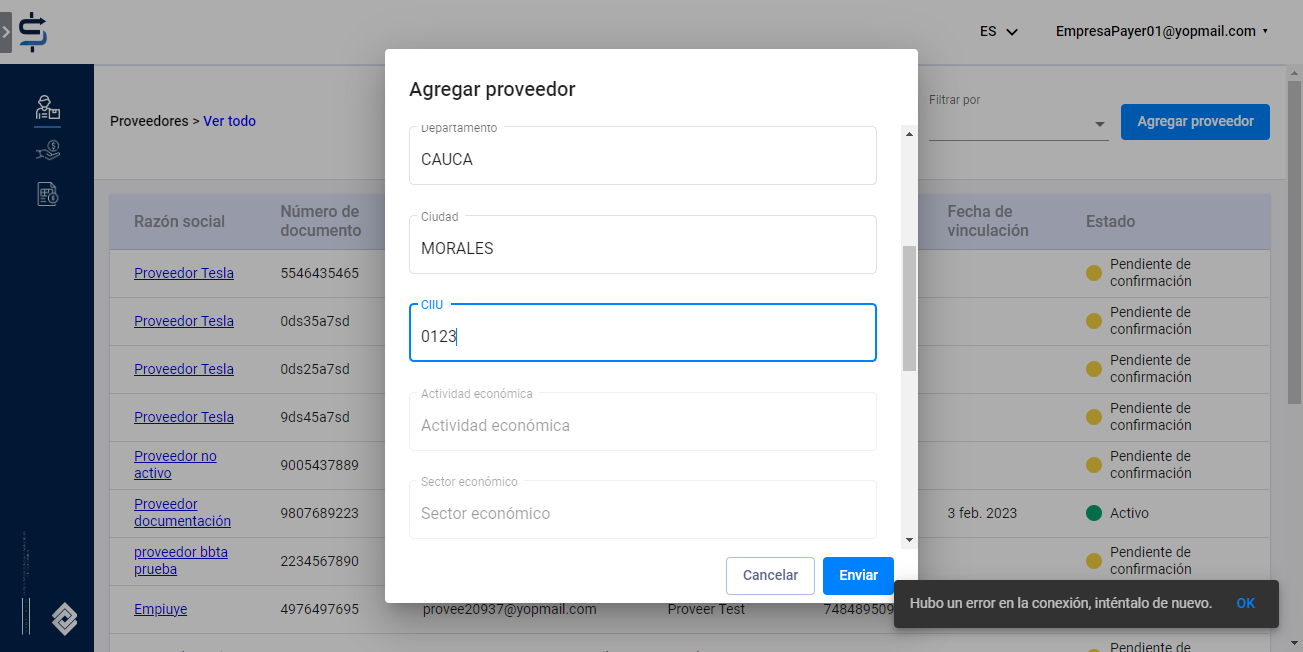 ES
EmpresaPayer01@yopmail.com
Agregar proveedor
Proveedores > Ver todo
Filtrar por
Agregar proveedor
Departamento
CAUCA
Ciudad
MORALES
CIIU
0123
Actividad económica
Actividad económica
Sector económico
Sector económico
Cancelar
Enviar
Razón social
Número de
documento
Fecha de
vinculación
Estado
Proveedor Tesla
5546435465
Pendiente de
confirmación
Proveedor Tesla
0ds35a7sd
Pendiente de
confirmación
Proveedor Tesla
0ds25a7sd
Pendiente de
confirmación
Proveedor Tesla
9ds45a7sd
Pendiente de
confirmación
Proveedor no
activo
9005437889
Pendiente de
confirmación
Proveedor
documentación
9807689223
3 feb. 2023
Activo
proveedor bbta
prueba
2234567890
Pendiente de
confirmación
Empiuye
4976497695
provee20937@yopmail.com
Proveer Test
748489509
Hubo un error en la conexión, inténtalo de nuevo.
OK
Pendiente de